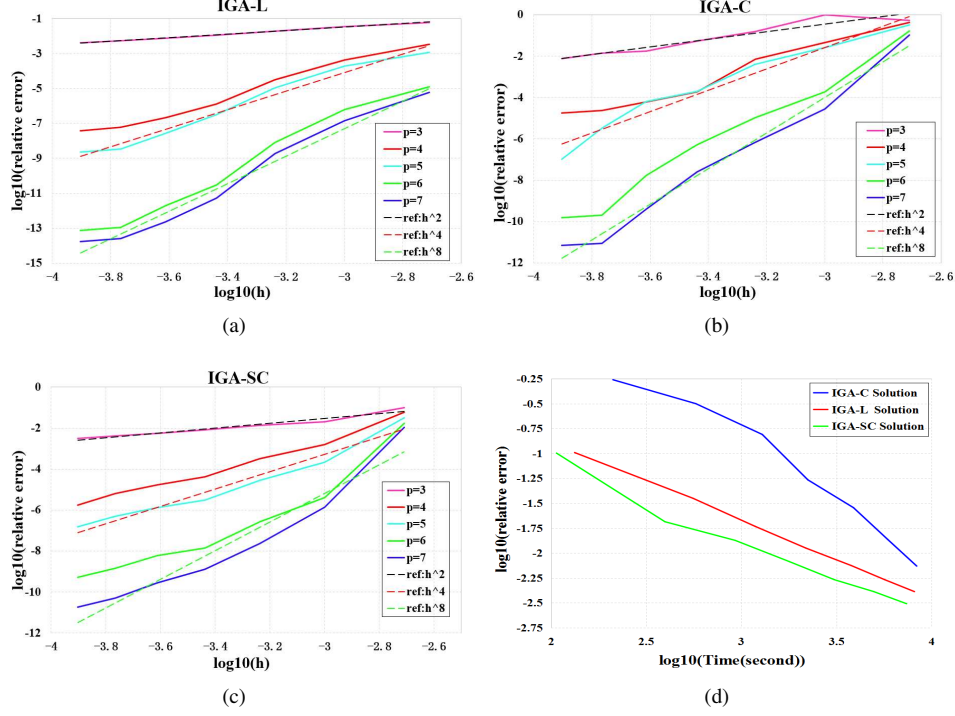 IGA-L
-1
-3
-5
-7
-9
-11
-13
-15
log10(relative error)
p=3
p=4
p=5
p=6
p=7
ref:h^2
ref:h^4
ref:h^8
-4 -3.8 -3.6 -3.4 -3.2 -3 -2.8 -2.6
log10(h)
(a)
IGA-C
0
-2
-4
-6
-8
-10
-12
log10(relative error)
p=3
p=4
p=5
p=6
p=7
ref:h^2
ref:h^4
ref:h^8
-4 -3.8 -3.6 -3.4 -3.2 -3 -2.8 -2.6
log10(h)
(b)
IGA-SC
0
-2
-4
-6
-8
-10
-12
log10(relative error)
p=3
p=4
p=5
p=6
p=7
ref:h^2
ref:h^4
ref:h^8
-4 -3.8 -3.6 -3.4 -3.2 -3 -2.8 -2.6
log10(h)
(c)
-0.25
-0.5
-0.75
-1
-1.25
-1.5
-1.75
-2
-2.25
-2.5
-2.75
log10(relative error)
IGA-C Solution
IGA-L Solution
IGA-SC Solution
2 2.5 3 3.5 4
log10(Time(second))
(d)